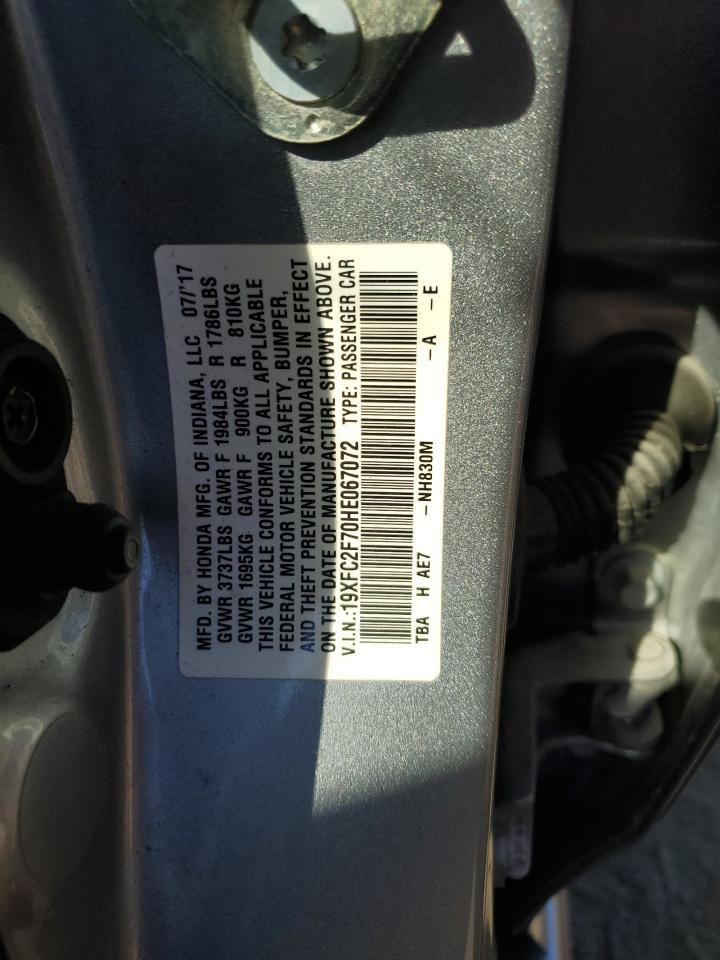 MFD. BY HONDA MFG. OF INDIANA, LLC 07/'17
GVWR 3737LBS GAWR F 1984LBS R 1786LBS
GVWR 1695KG GAWR F 900KG R 810KG
THIS VEHICLE CONFORMS TO ALL APPLICABLE
FEDERAL MOTOR VEHICLE SAFETY, BUMPER,
AND THEFT PREVENTION STANDARDS IN EFFECT
ON THE DATE OF MANUFACTURE SHOWN ABOVE.
V.I.N.:19XFC2F70HE067072 TYPE: PASSENGER CAR
TBA H AE7 -NH830M -A -E